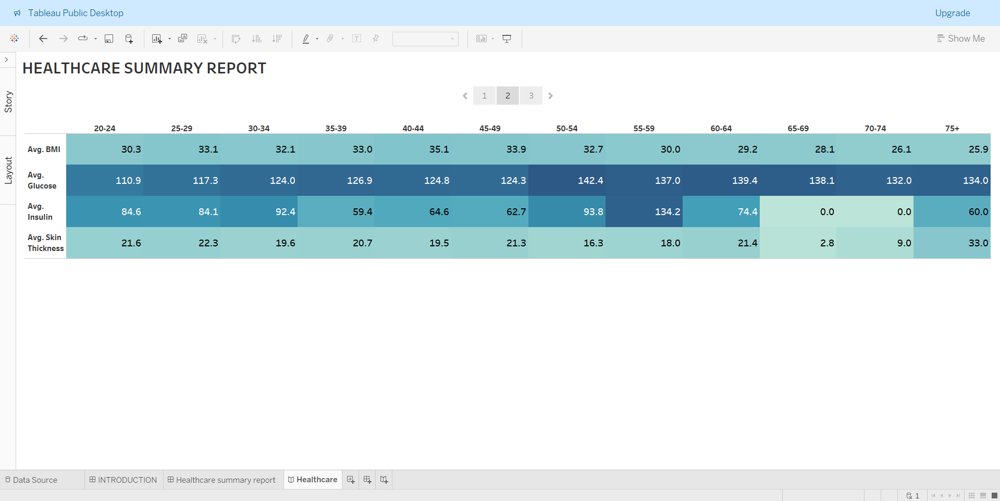 Tableau Public Desktop
Upgrade
Show Me
HEALTHCARE SUMMARY REPORT
Story
Layout
1 2 3
20-24 25-29 30-34 35-39 40-44 45-49 50-54 55-59 60-64 65-69 70-74 75+
Avg. BMI 30.3 33.1 32.1 33.0 35.1 33.9 32.7 30.0 29.2 28.1 26.1 25.9
Avg.
Glucose 110.9 117.3 124.0 126.9 124.8 124.3 142.4 137.0 139.4 138.1 132.0 134.0
Avg.
Insulin 84.6 84.1 92.4 59.4 64.6 62.7 93.8 134.2 74.4 0.0 0.0 60.0
Avg. Skin
Thickness 21.6 22.3 19.6 20.7 19.5 21.3 16.3 18.0 21.4 2.8 9.0 33.0
Data Source INTRODUCTION Healthcare summary report Healthcare
1